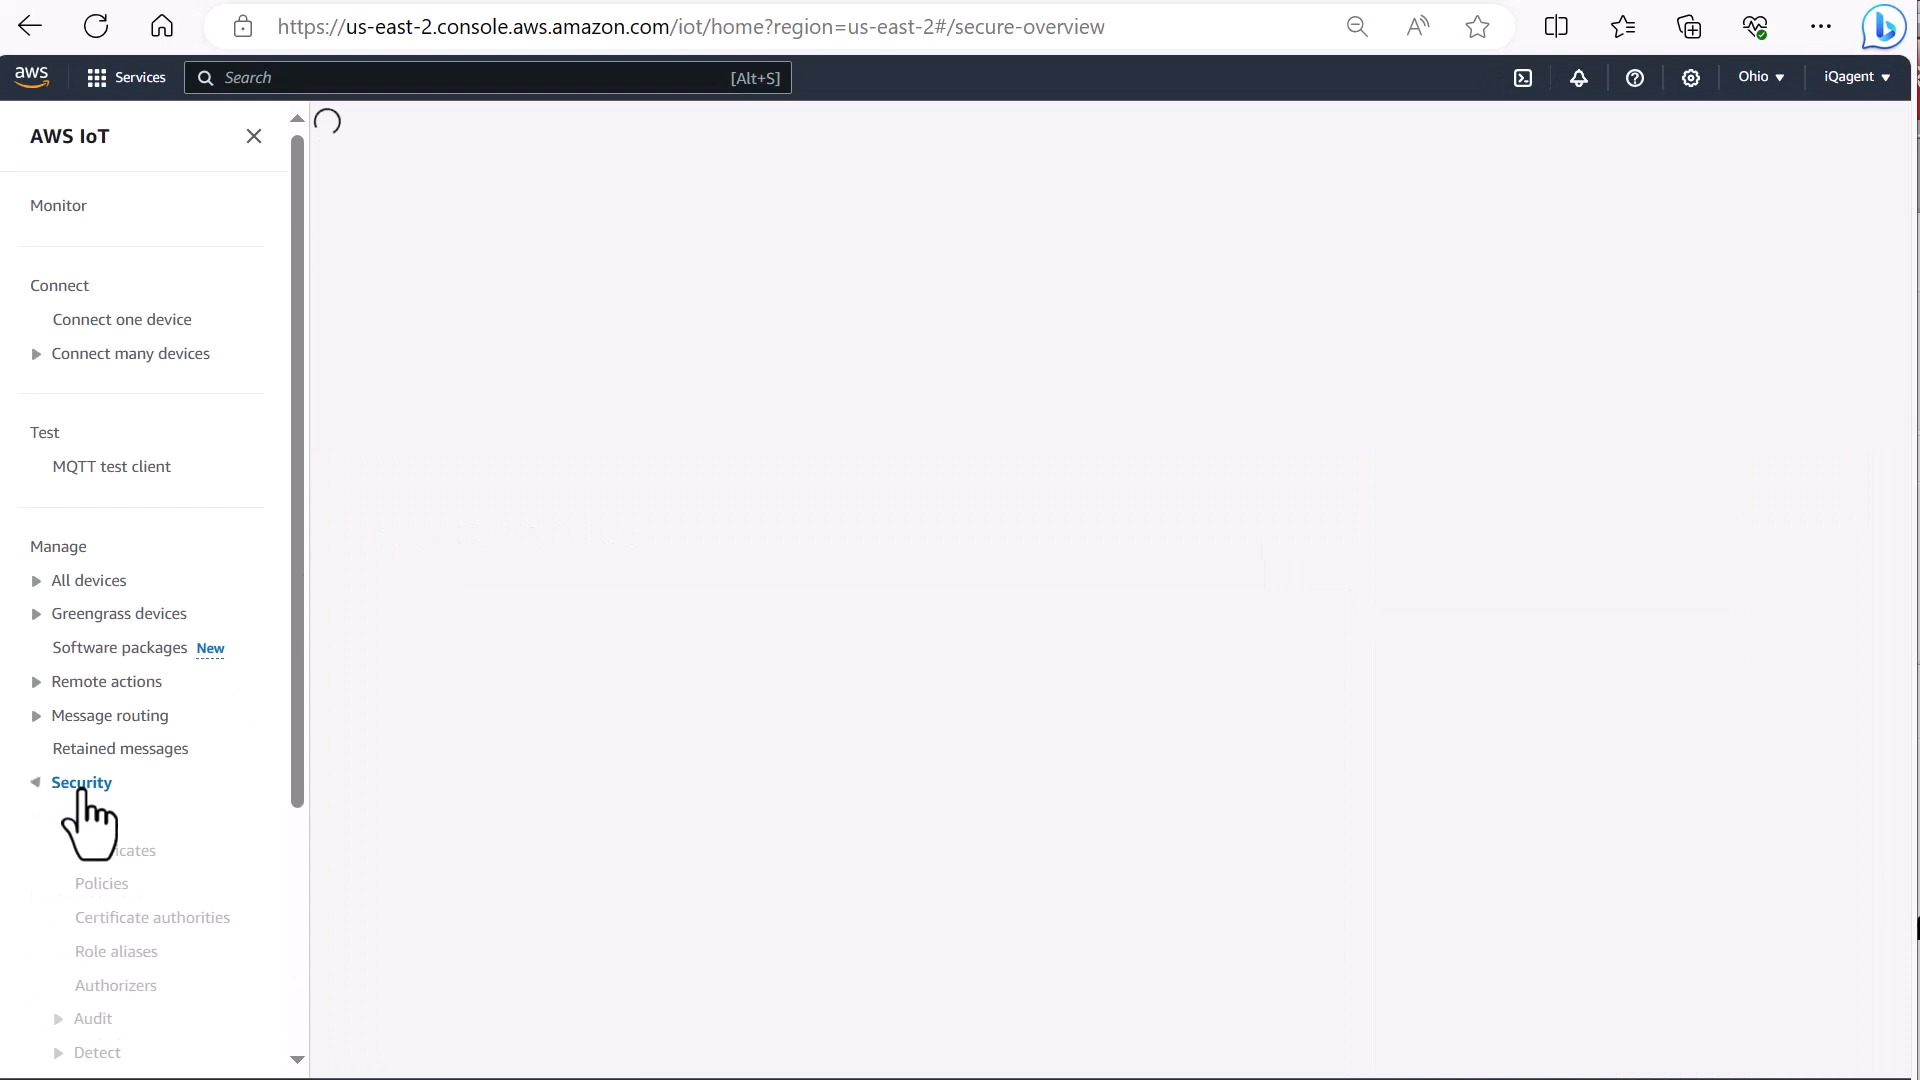 https://us-east-2.console.aws.amazon.com/iot/home?region=us-east-2#/secure-overview
aws Services Search [Alt+S] Ohio iQagent
AWS IoT
Monitor
Connect
Connect one device
Connect many devices
Test
MQTT test client
Manage
All devices
Greengrass devices
Software packages New
Remote actions
Message routing
Retained messages
Security
icates
Policies
Certificate authorities
Role aliases
Authorizers
Audit
Detect